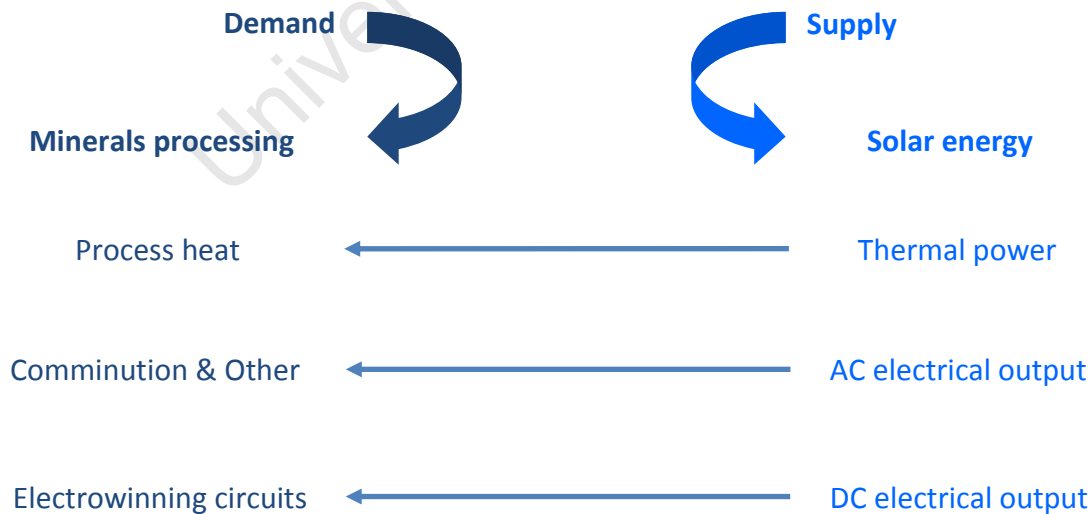 Demand Supply
Minerals processing Solar energy
Process heat Thermal power
Comminution & Other AC electrical output
Electrowinning circuits DC electrical output